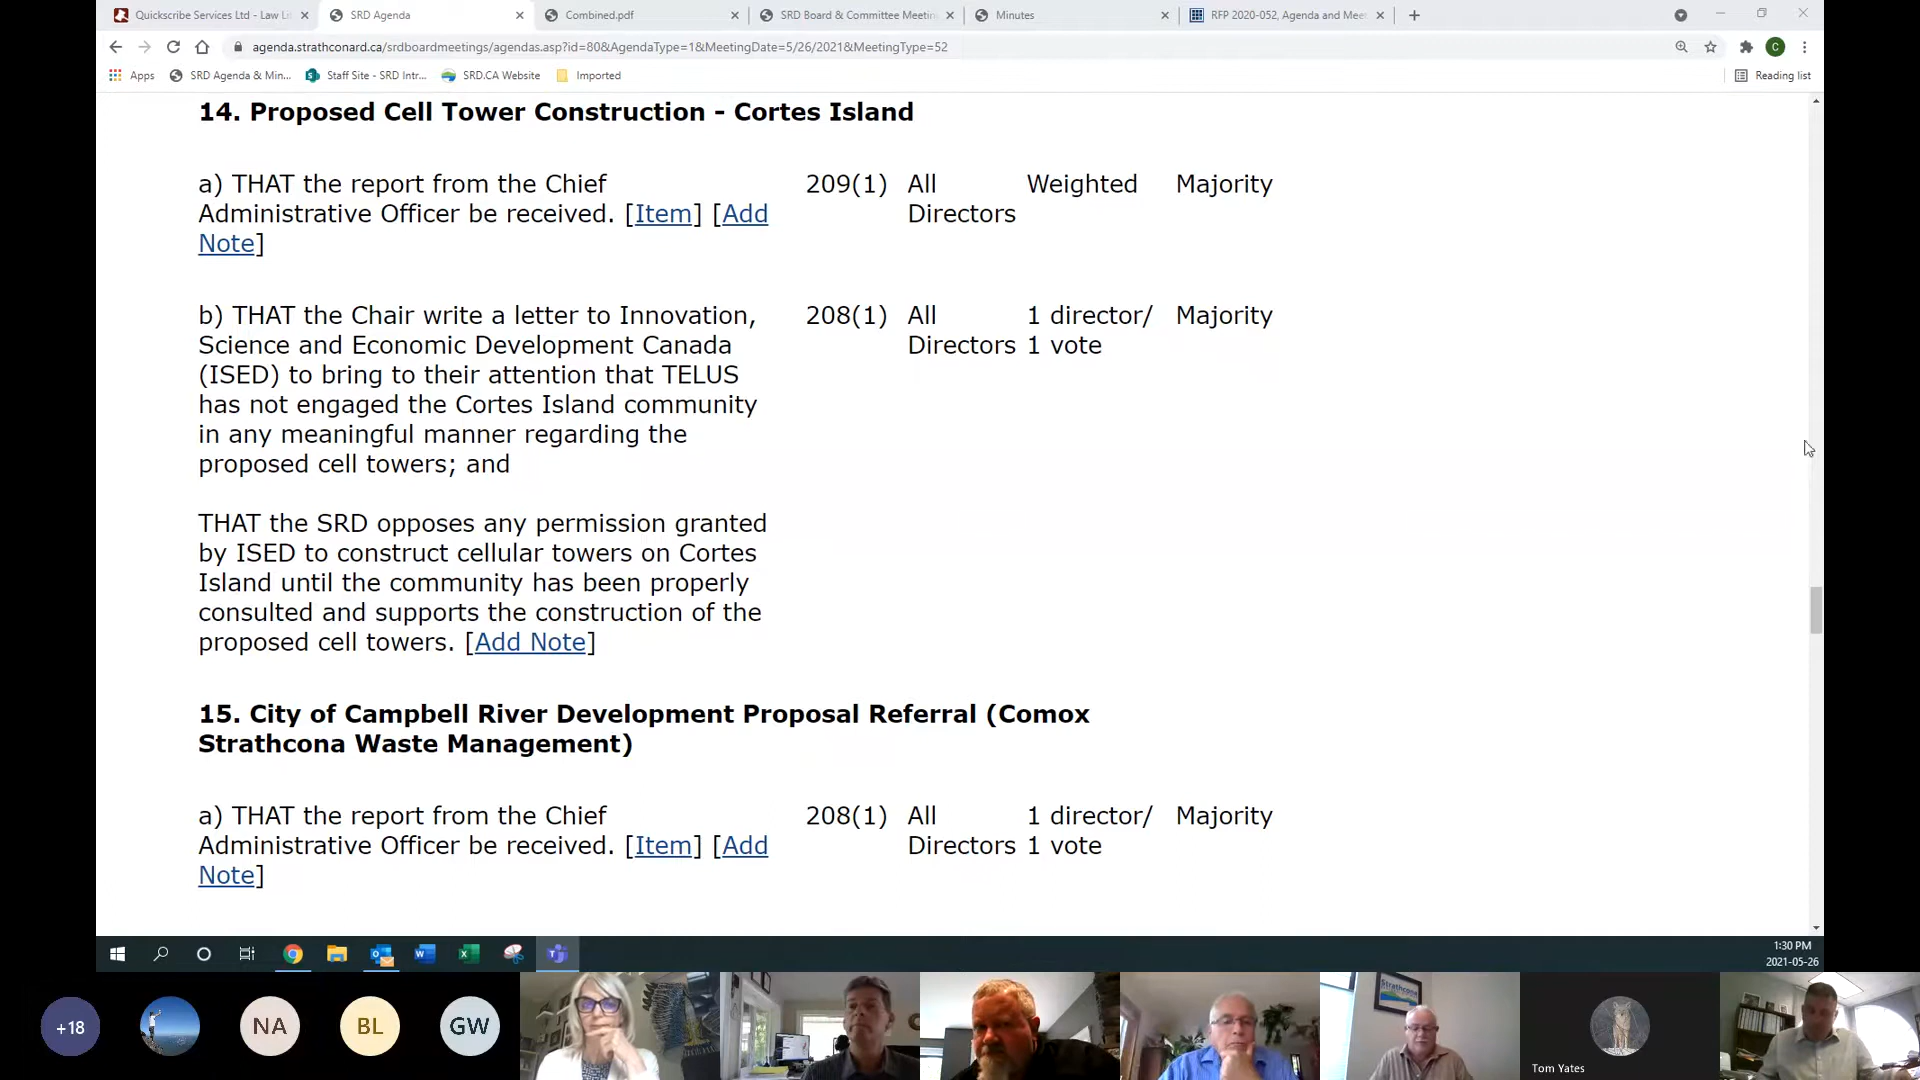 Quickscribe Services Ltd - Law Li
SRD Agenda
Combined.pdf
SRD Board & Committee Meetin
Minutes
RFP 2020-052, Agenda and Mee
agenda.strathconard.ca/srdboardmeetings/agendas.asp?id=80&AgendaType=1&MeetingDate=5/26/2021&MeetingType=52
C
Apps
SRD Agenda & Min...
Staff Site - SRD Intr...
SRD.CA Website
Imported
Reading list
14. Proposed Cell Tower Construction - Cortes Island
a) THAT the report from the Chief 209(1) All Weighted Majority
Administrative Officer be received. [Item] [Add Directors
Note]
b) THAT the Chair write a letter to Innovation, 208(1) All 1 director/ Majority
Science and Economic Development Canada Directors 1 vote
(ISED) to bring to their attention that TELUS
has not engaged the Cortes Island community
in any meaningful manner regarding the
proposed cell towers; and
THAT the SRD opposes any permission granted
by ISED to construct cellular towers on Cortes
Island until the community has been properly
consulted and supports the construction of the
proposed cell towers. [Add Note]
15. City of Campbell River Development Proposal Referral (Comox
Strathcona Waste Management)
a) THAT the report from the Chief 208(1) All 1 director/ Majority
Administrative Officer be received. [Item] [Add Directors 1 vote
Note]
1:30 PM
2021-05-26
+18
NA
BL
GW
Strathcona
Tom Yates